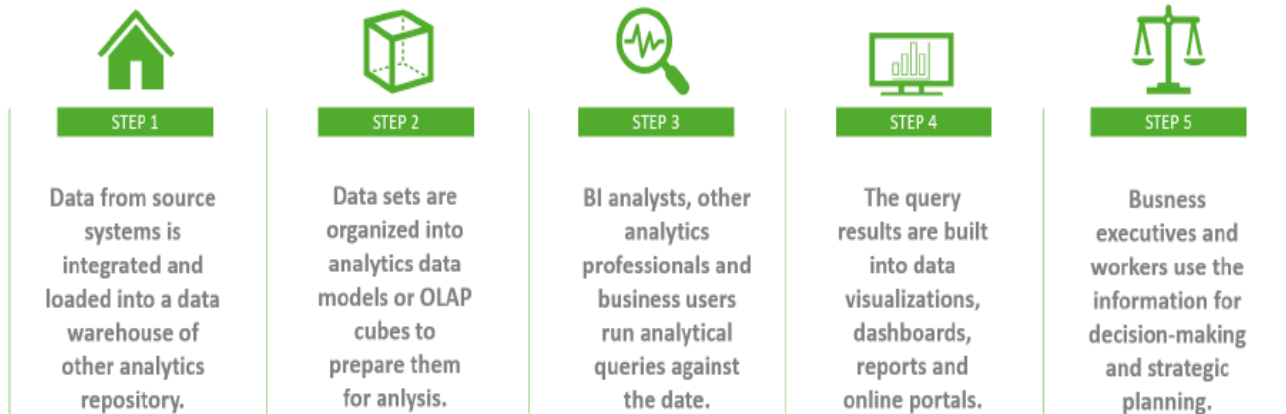 STEP 1
Data from source
systems is
integrated and
loaded into a data
warehouse of
other analytics
repository.
STEP 2
Data sets are
organized into
analytics data
models or OLAP
cubes to
prepare them
for anlysis.
STEP 3
BI analysts, other
analytics
professionals and
business users
run analytical
queries against
the date.
STEP 4
The query
results are built
into data
visualizations,
dashboards,
reports and
online portals.
STEP 5
Busness
executives and
workers use the
information for
decision-making
and strategic
planning.